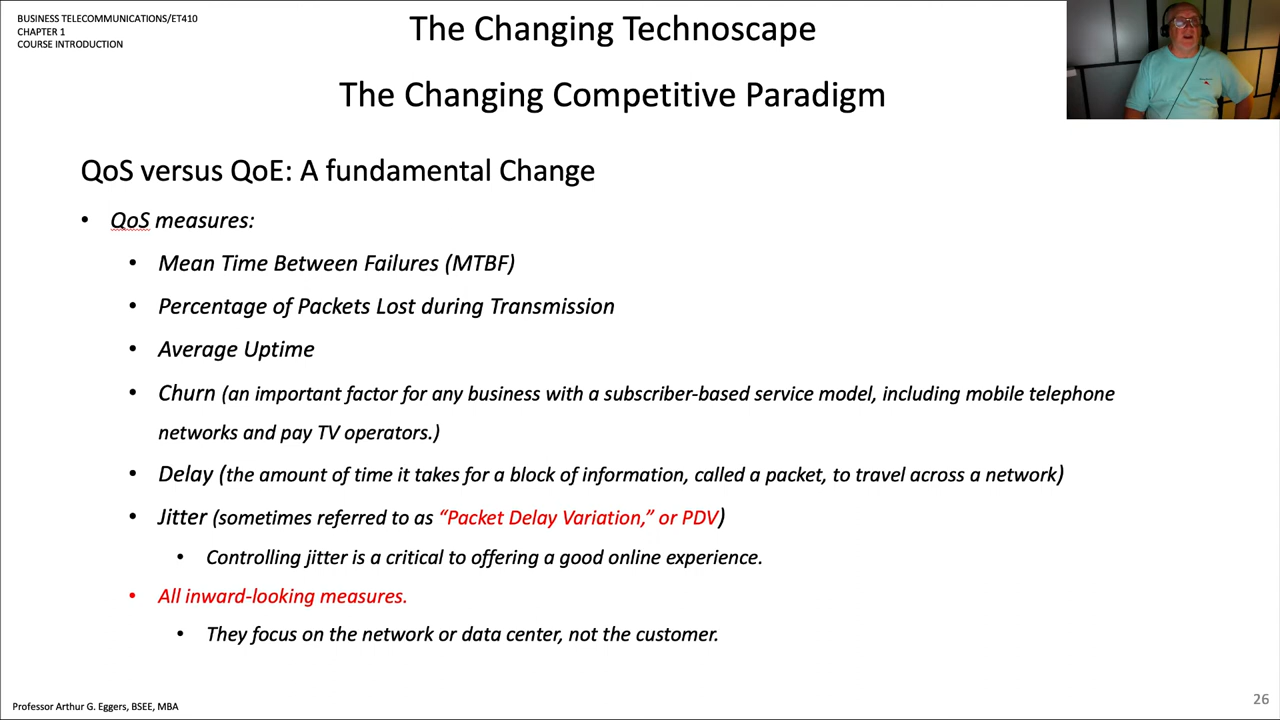 BUSINESS TELECOMMUNICATIONS/ET410
CHAPTER 1
COURSE INTRODUCTION
The Changing Technoscape
The Changing Competitive Paradigm
QoS versus QoE: A fundamental Change
• QoS measures:
• Mean Time Between Failures (MTBF)
• Percentage of Packets Lost during Transmission
• Average Uptime
• Churn (an important factor for any business with a subscriber-based service model, including mobile telephone
networks and pay TV operators.)
• Delay (the amount of time it takes for a block of information, called a packet, to travel across a network)
• Jitter (sometimes referred to as “Packet Delay Variation,” or PDV)
• Controlling jitter is a critical to offering a good online experience.
• All inward-looking measures.
• They focus on the network or data center, not the customer.
Professor Arthur G. Eggers, BSEE, MBA
26